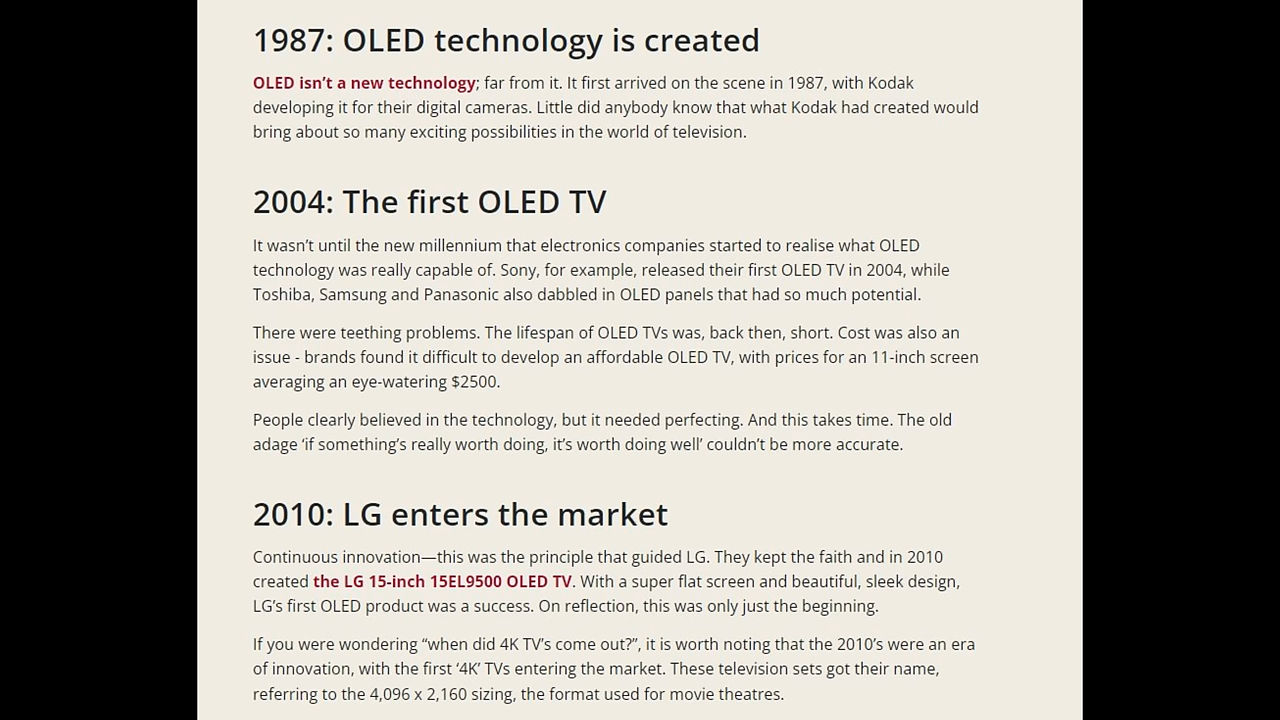 1987: OLED technology is created
OLED isn’t a new technology; far from it. It first arrived on the scene in 1987, with Kodak
developing it for their digital cameras. Little did anybody know that what Kodak had created would
bring about so many exciting possibilities in the world of television.
2004: The first OLED TV
It wasn’t until the new millennium that electronics companies started to realise what OLED
technology was really capable of. Sony, for example, released their first OLED TV in 2004, while
Toshiba, Samsung and Panasonic also dabbled in OLED panels that had so much potential.
There were teething problems. The lifespan of OLED TVs was, back then, short. Cost was also an
issue - brands found it difficult to develop an affordable OLED TV, with prices for an 11-inch screen
averaging an eye-watering $2500.
People clearly believed in the technology, but it needed perfecting. And this takes time. The old
adage ‘if something’s really worth doing, it’s worth doing well’ couldn’t be more accurate.
2010: LG enters the market
Continuous innovation—this was the principle that guided LG. They kept the faith and in 2010
created the LG 15-inch 15EL9500 OLED TV. With a super flat screen and beautiful, sleek design,
LG’s first OLED product was a success. On reflection, this was only just the beginning.
If you were wondering “when did 4K TV’s come out?”, it is worth noting that the 2010’s were an era
of innovation, with the first ‘4K’ TVs entering the market. These television sets got their name,
referring to the 4,096 x 2,160 sizing, the format used for movie theatres.